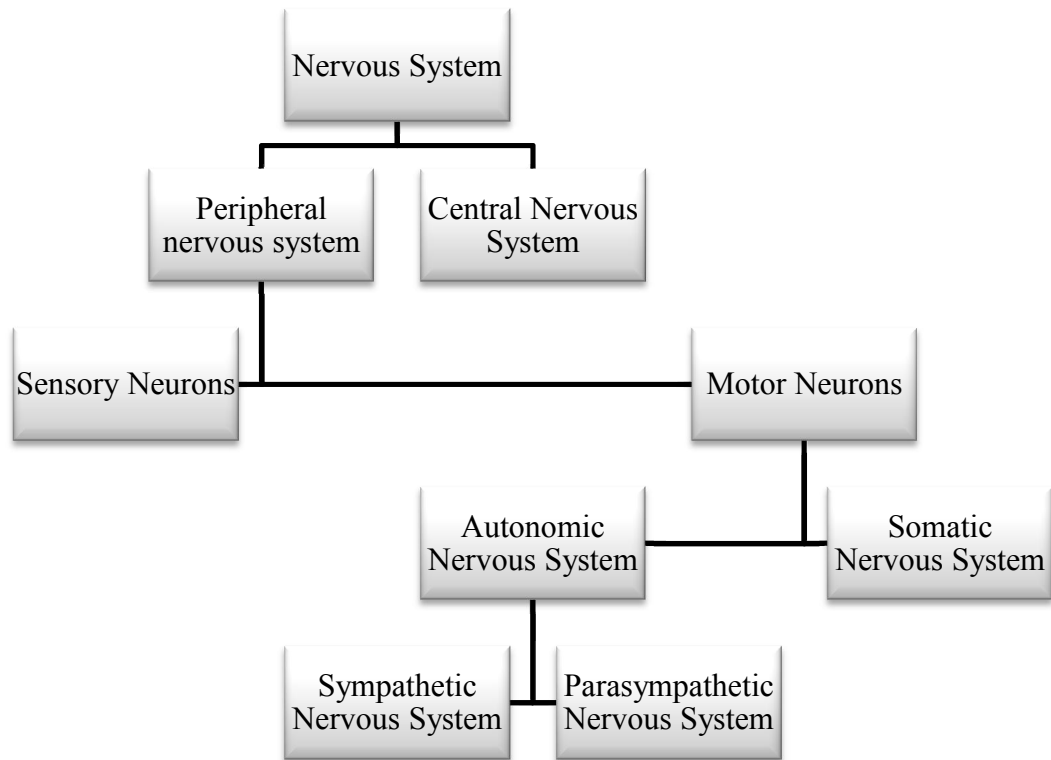 Nervous System
Peripheral
nervous system
Central Nervous
System
Sensory Neurons
Motor Neurons
Autonomic
Nervous System
Somatic
Nervous System
Sympathetic
Nervous System
Parasympathetic
Nervous System